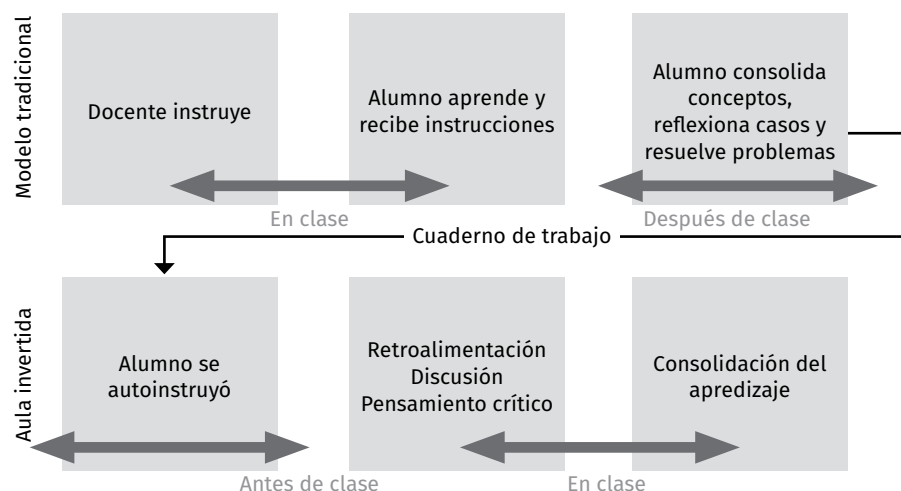 Modelo tradicional
Docente instruye
Alumno aprende y
recibe instrucciones
Alumno consolida
conceptos,
reflexiona casos y
resuelve problemas
En clase
Después de clase
Cuaderno de trabajo
Aula invertida
Alumno se
autoinstruyó
Retroalimentación
Discusión
Pensamiento crítico
Consolidación del
apredizaje
Antes de clase
En clase